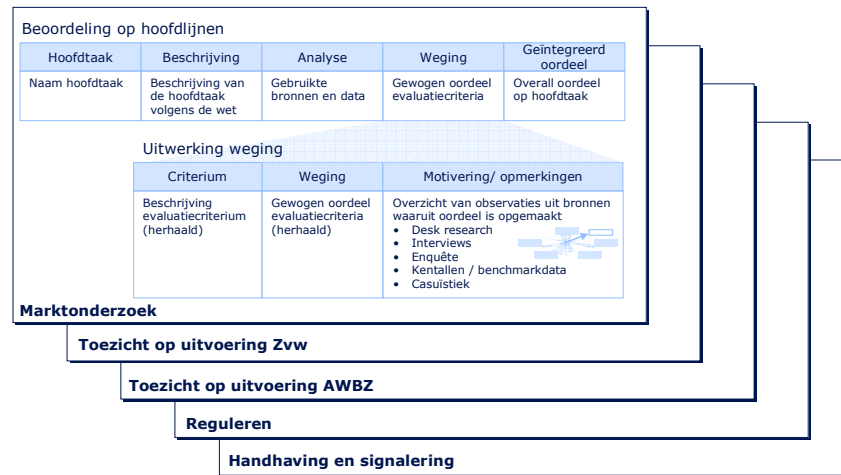 Beoordeling op hoofdlijnen
Hoofdtaak
Beschrijving
Analyse
Weging
Geïntegreerd
oordeel
Naam hoofdtaak
Beschrijving van
de hoofdtaak
volgens de wet
Gebruikte
bronnen en data
Gewogen oordeel
evaluatiecriteria
Overall oordeel
op hoofdtaak
Uitwerking weging
Criterium
Weging
Motivering/ opmerkingen
Beschrijving
evaluatiecriterium
(herhaald)
Gewogen oordeel
evaluatiecriteria
(herhaald)
Overzicht van observaties uit bronnen
waaruit oordeel is opgemaakt
• Desk research
• Interviews
• Enquête
• Kentallen / benchmarkdata
• Casuïstiek
Marktonderzoek
Toezicht op uitvoering Zvw
Toezicht op uitvoering AWBZ
Reguleren
Handhaving en signalering